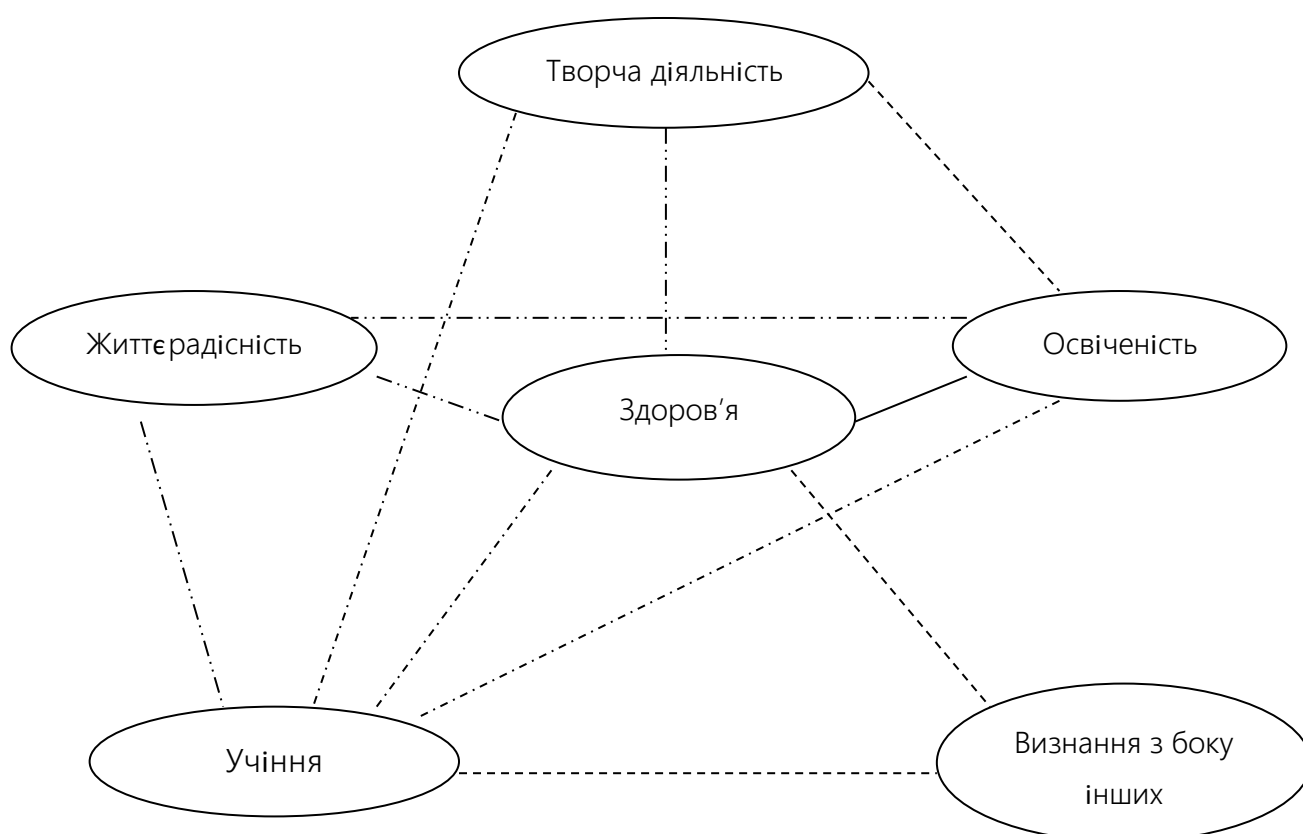 Творча діяльність
Життєрадісність
Освіченість
Здоров’я
Учіння
Визнання з боку
інших